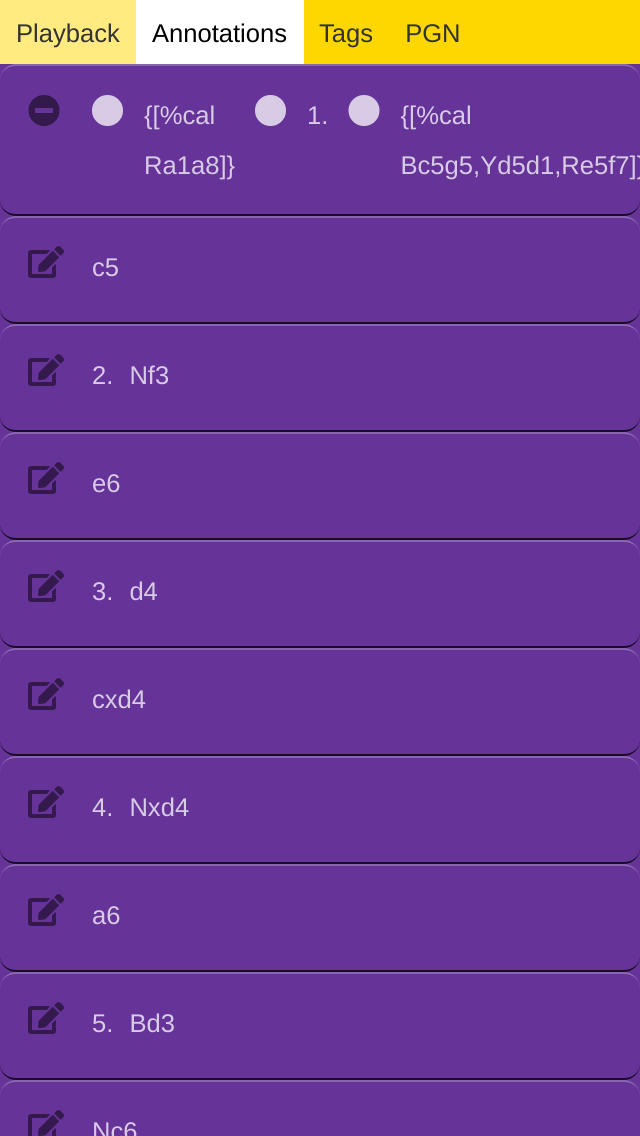 Playback Annotations Tags PGN
{[%cal 1. {[%cal
Ra1a8]} Bc5g5,Yd5d1,Re5f7]}
c5
2. Nf3
e6
3. d4
cxd4
4. Nxd4
a6
5. Bd3
Nc6